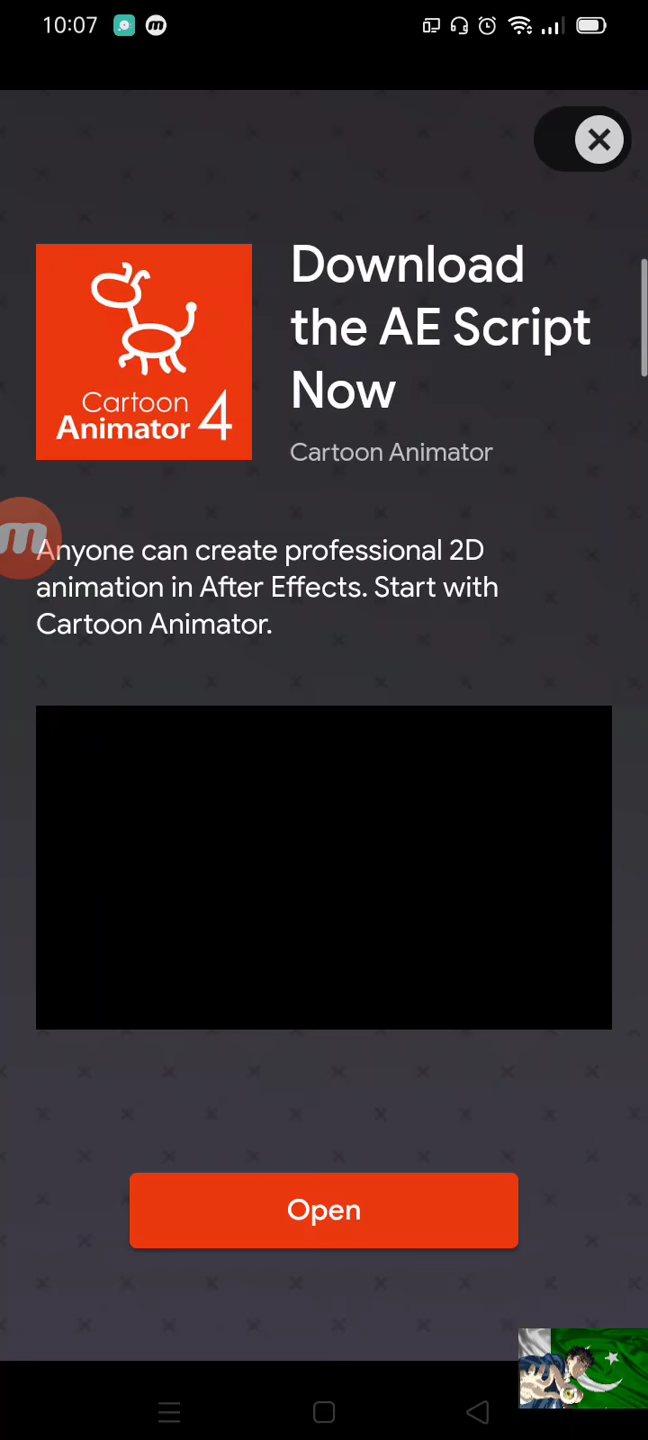 10:07
Download
the AE Script
Now
Cartoon
Animator 4
Cartoon Animator
Anyone can create professional 2D
animation in After Effects. Start with
Cartoon Animator.
Open